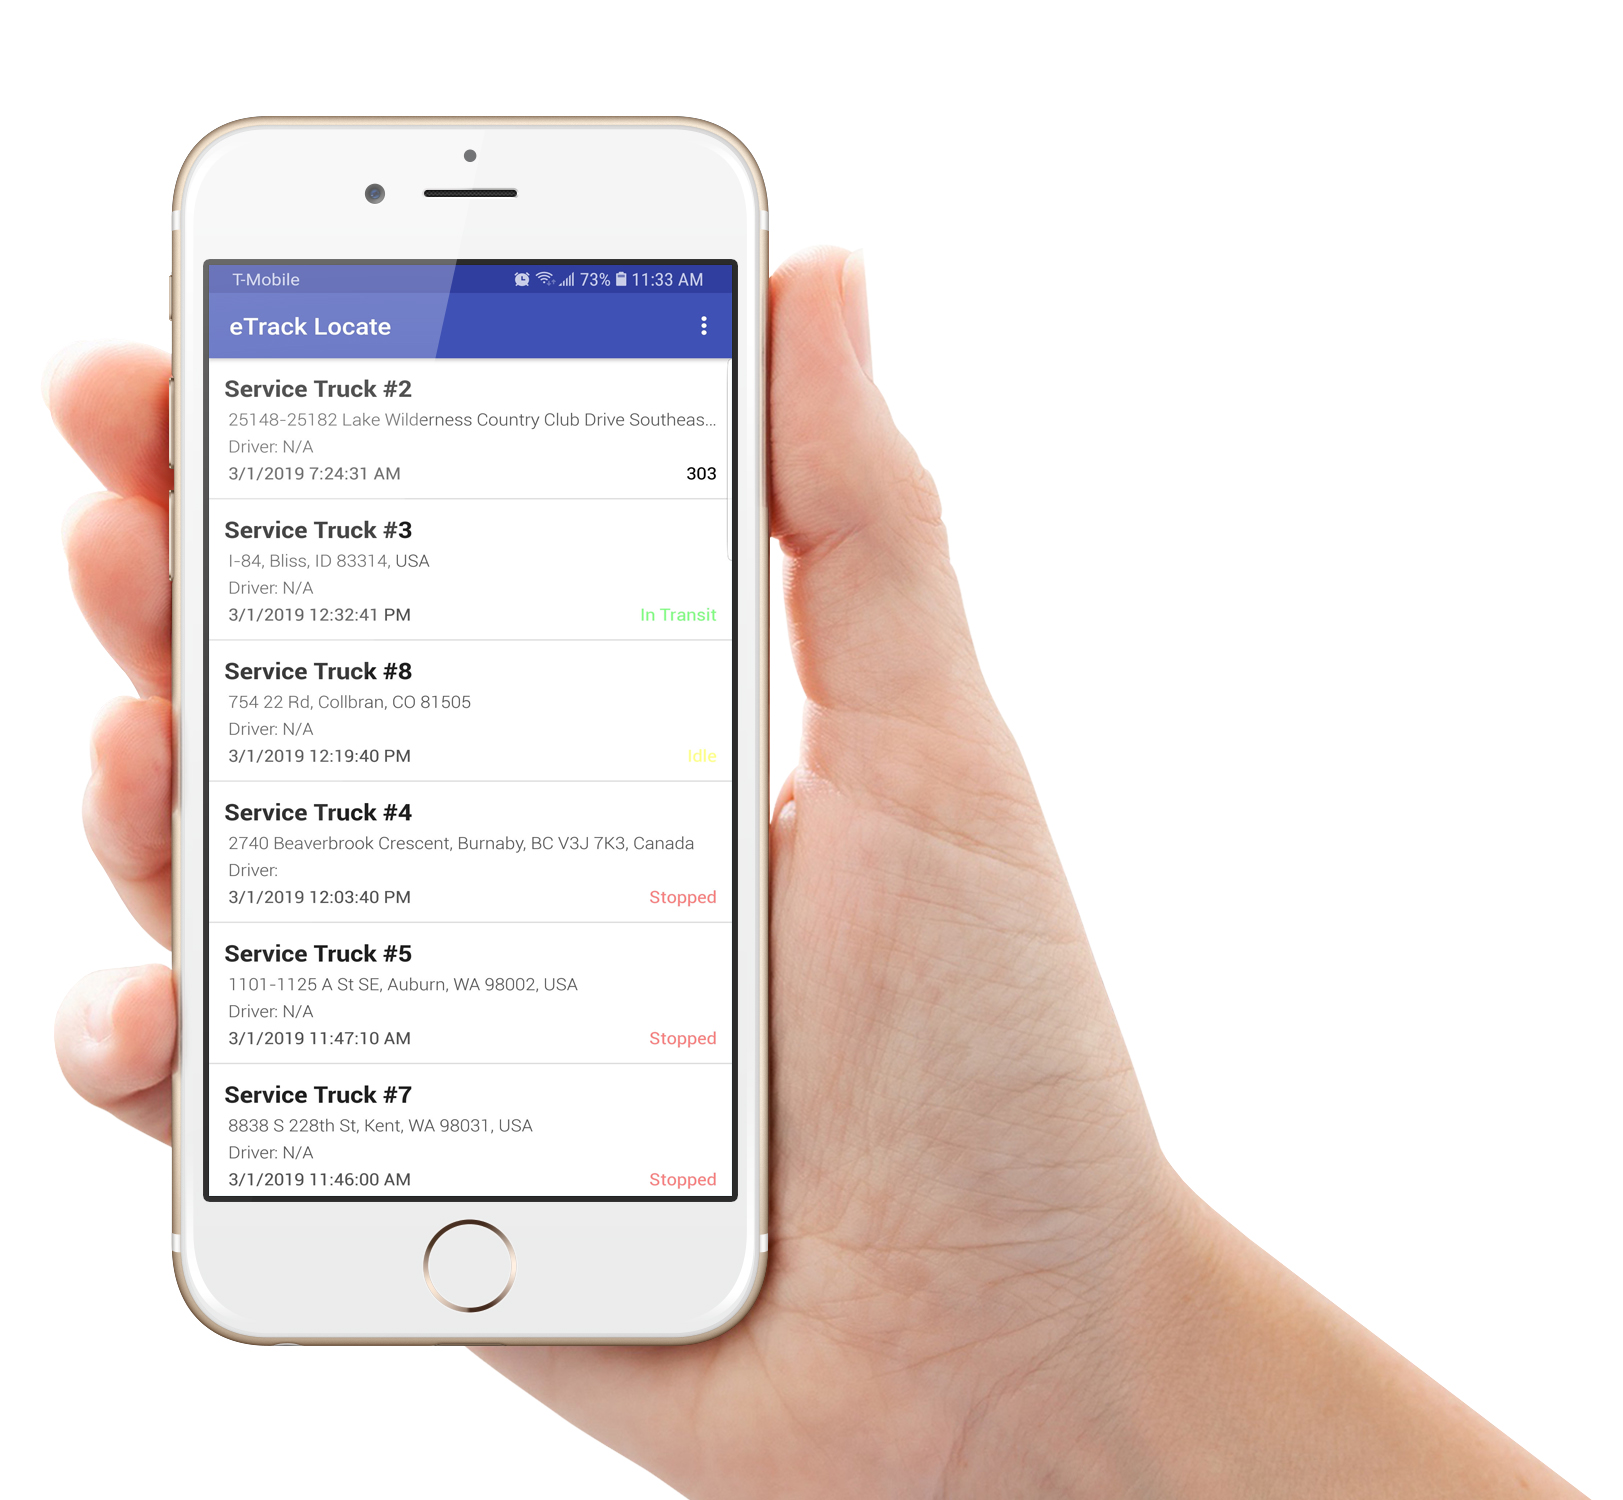 T-Mobile 73% 11:33 AM
eTrack Locate
Service Truck #2
25148-25182 Lake Wilderness Country Club Drive Southeas...
Driver: N/A
3/1/2019 7:24:31 AM 303
Service Truck #3
I-84, Bliss, ID 83314, USA
Driver: N/A
3/1/2019 12:32:41 PM In Transit
Service Truck #8
754 22 Rd, Collbran, CO 81505
Driver: N/A
3/1/2019 12:19:40 PM Idle
Service Truck #4
2740 Beaverbrook Crescent, Burnaby, BC V3J 7K3, Canada
Driver:
3/1/2019 12:03:40 PM Stopped
Service Truck #5
1101-1125 A St SE, Auburn, WA 98002, USA
Driver: N/A
3/1/2019 11:47:10 AM Stopped
Service Truck #7
8838 S 228th St, Kent, WA 98031, USA
Driver: N/A
3/1/2019 11:46:00 AM Stopped